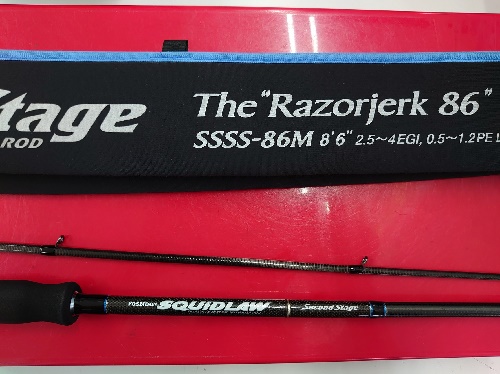 Stage
The "Razorjerk 86"
ROD
SSSS-86M 8'6" 2.5~4EGI, 0.5~1.2PE L
POSEIDON SQUIDLAW Second Stage